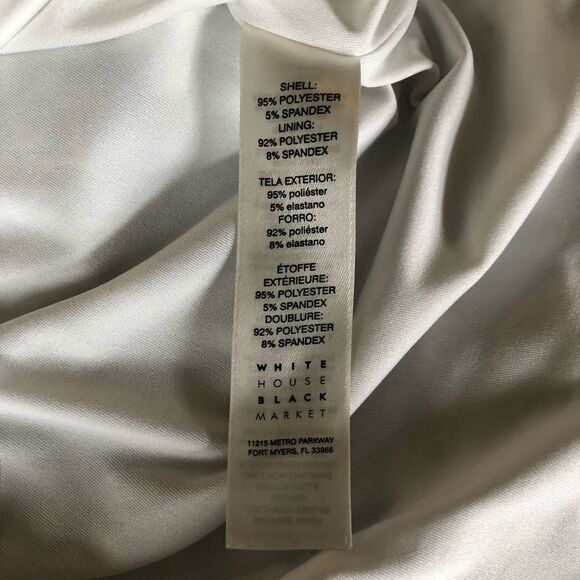 SHELL:
95% POLYESTER
5% SPANDEX
LINING:
92% POLYESTER
8% SPANDEX
TELA EXTERIOR:
95% poliéster
5% elastano
FORRO:
92% poliéster
8% elastano
ÉTOFFE
EXTÉRIEURE:
95% POLYESTER
5% SPANDEX
DOUBLURE:
92% POLYESTER
8% SPANDEX
WHITE
HOUSE
BLACK
MARKET
11215 METRO PARKWAY
FORT MYERS, FL 33966